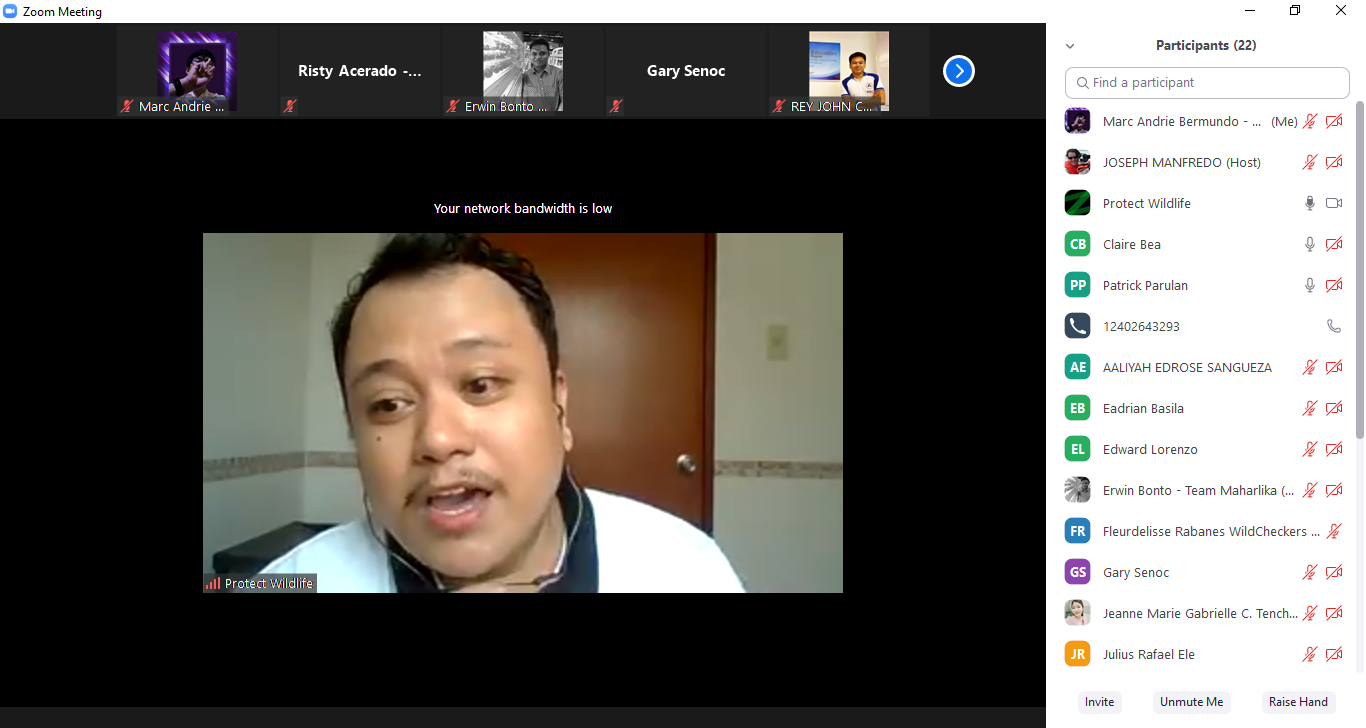 Zoom Meeting
Marc Andrie ...
Risty Acerado -...
Erwin Bonto ...
Gary Senoc
REY JOHN C...
Your network bandwidth is low
Protect Wildlife
Participants (22)
Find a participant
Marc Andrie Bermundo - ... (Me)
JOSEPH MANFREDO (Host)
Protect Wildlife
CB Claire Bea
PP Patrick Parulan
12402643293
AE AALIYAH EDROSE SANGUEZA
EB Eadrian Basila
EL Edward Lorenzo
Erwin Bonto - Team Maharlika (...
FR Fleurdelisse Rabanes WildCheckers ...
GS Gary Senoc
Jeanne Marie Gabrielle C. Tench...
JR Julius Rafael Ele
Invite Unmute Me Raise Hand